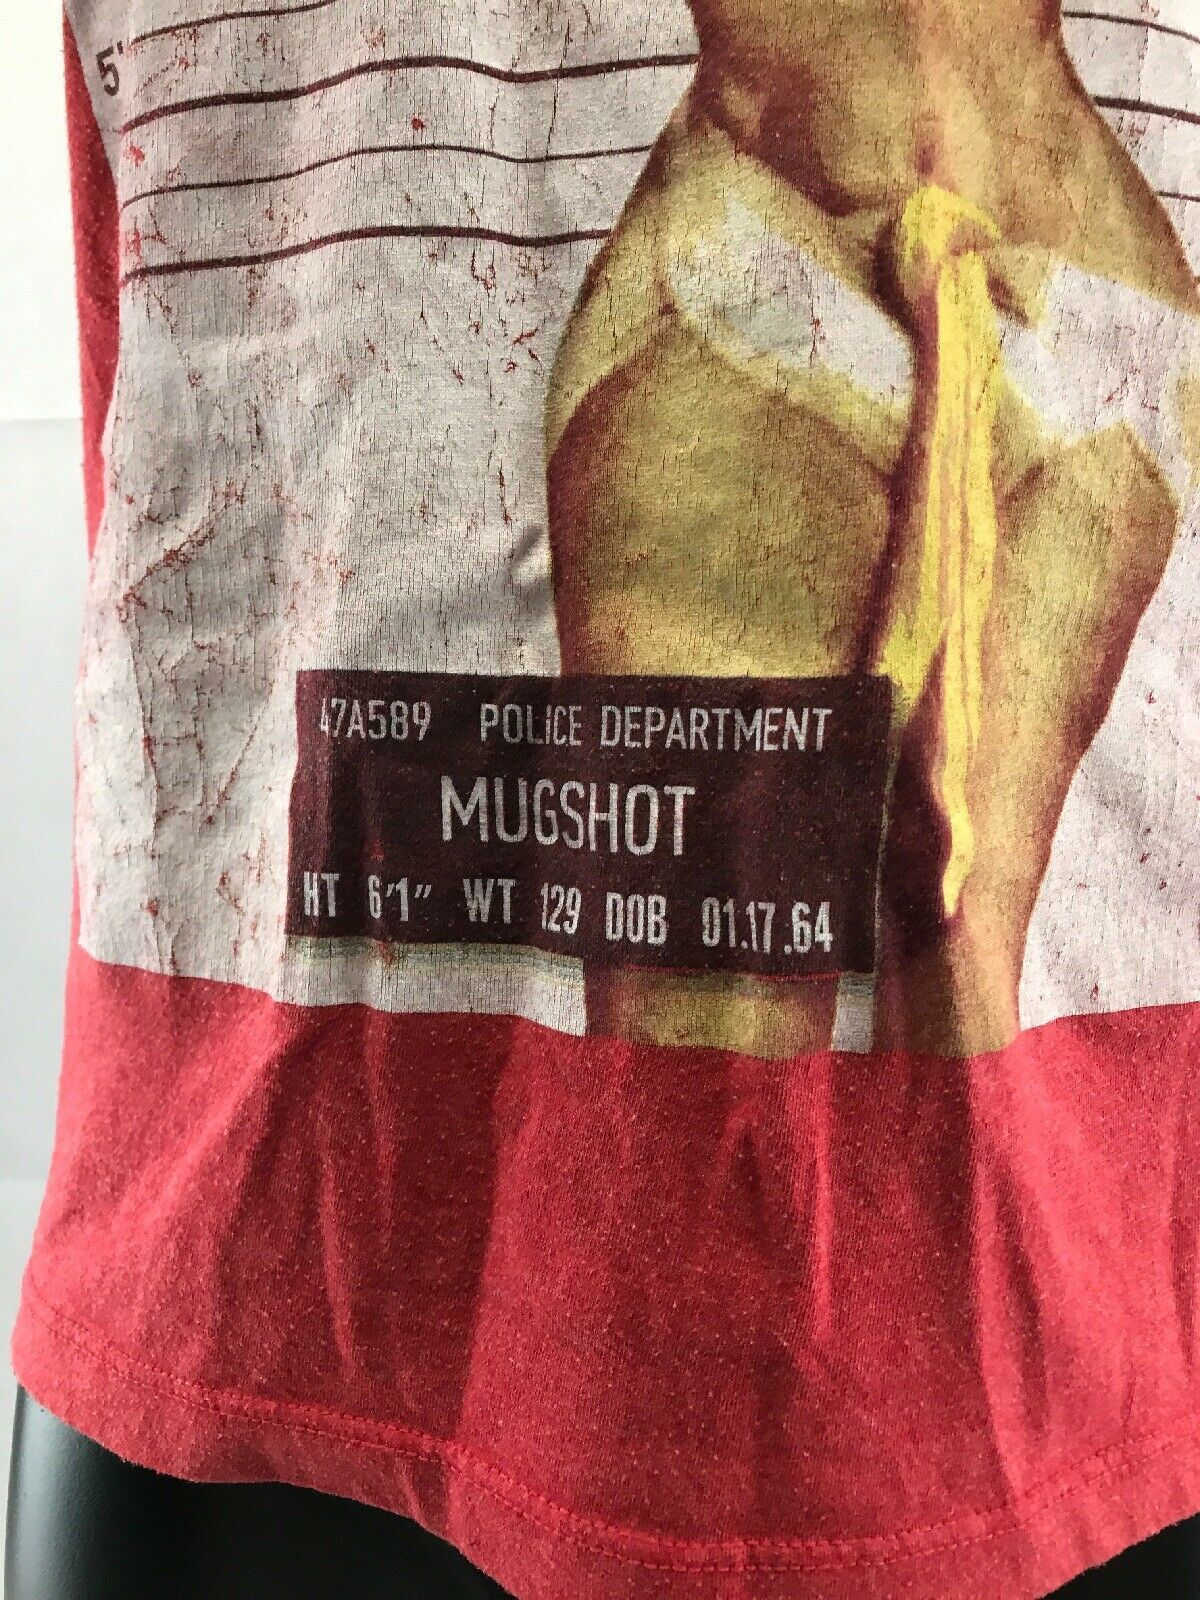 5'
47A589 POLICE DEPARTMENT
MUGSHOT
HT 6'1" WT 129 DOB 01.17.64